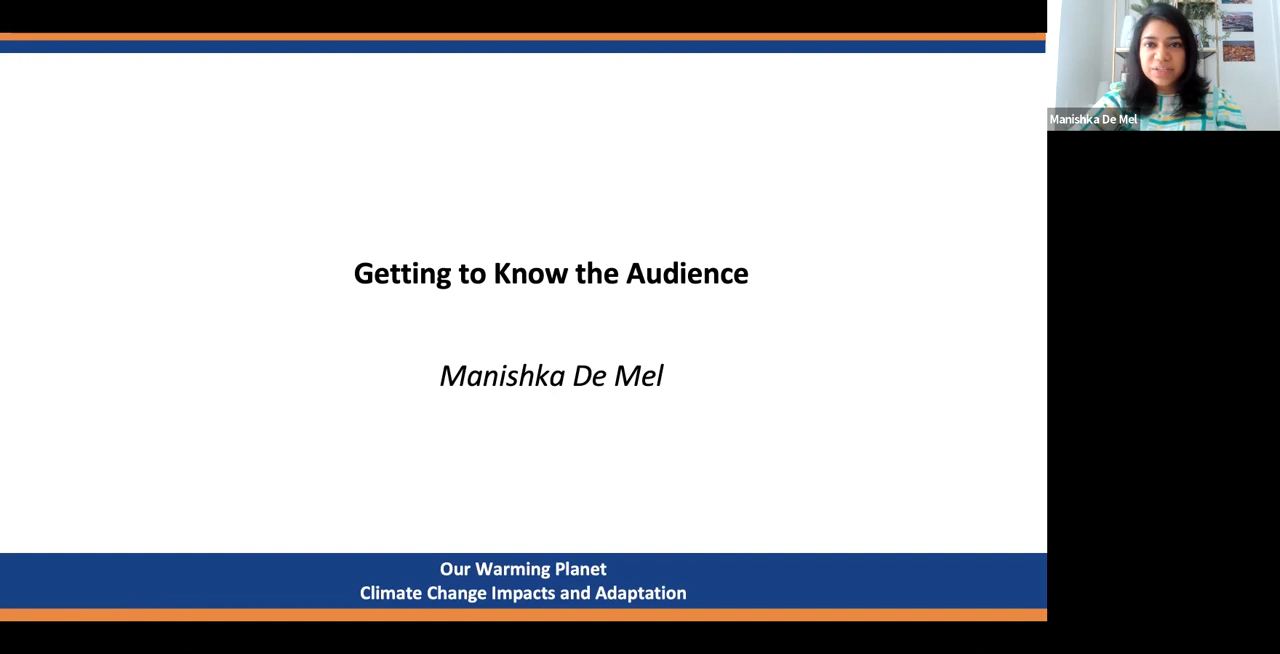 Manishka De Mel
Getting to Know the Audience
Manishka De Mel
Our Warming Planet
Climate Change Impacts and Adaptation